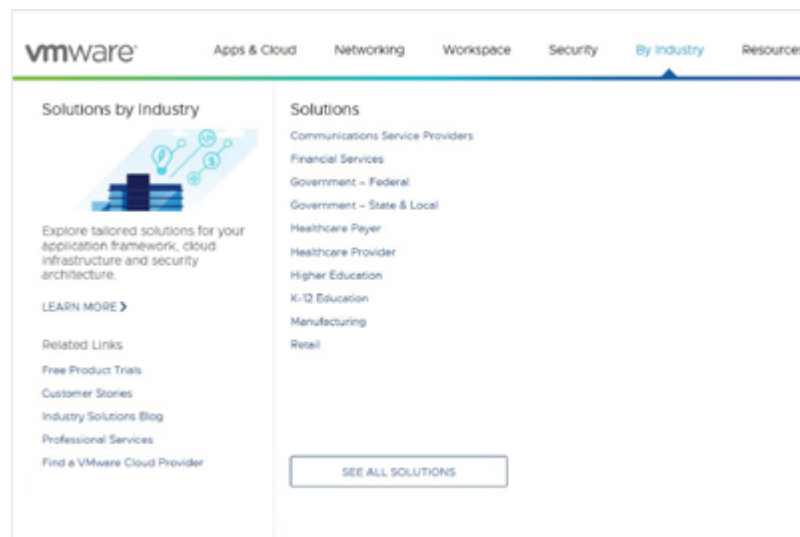 vmware
Apps & Cloud Networking Workspace Security By Industry Resources
Solutions by Industry
Explore tailored solutions for your
application framework, cloud
infrastructure and security
architecture.
LEARN MORE ❯
Related Links
Free Product Trials
Customer Stories
Industry Solutions Blog
Professional Services
Find a VMware Cloud Provider
Solutions
Communications Service Providers
Financial Services
Government – Federal
Government – State & Local
Healthcare Payer
Healthcare Provider
Higher Education
K-12 Education
Manufacturing
Retail
SEE ALL SOLUTIONS